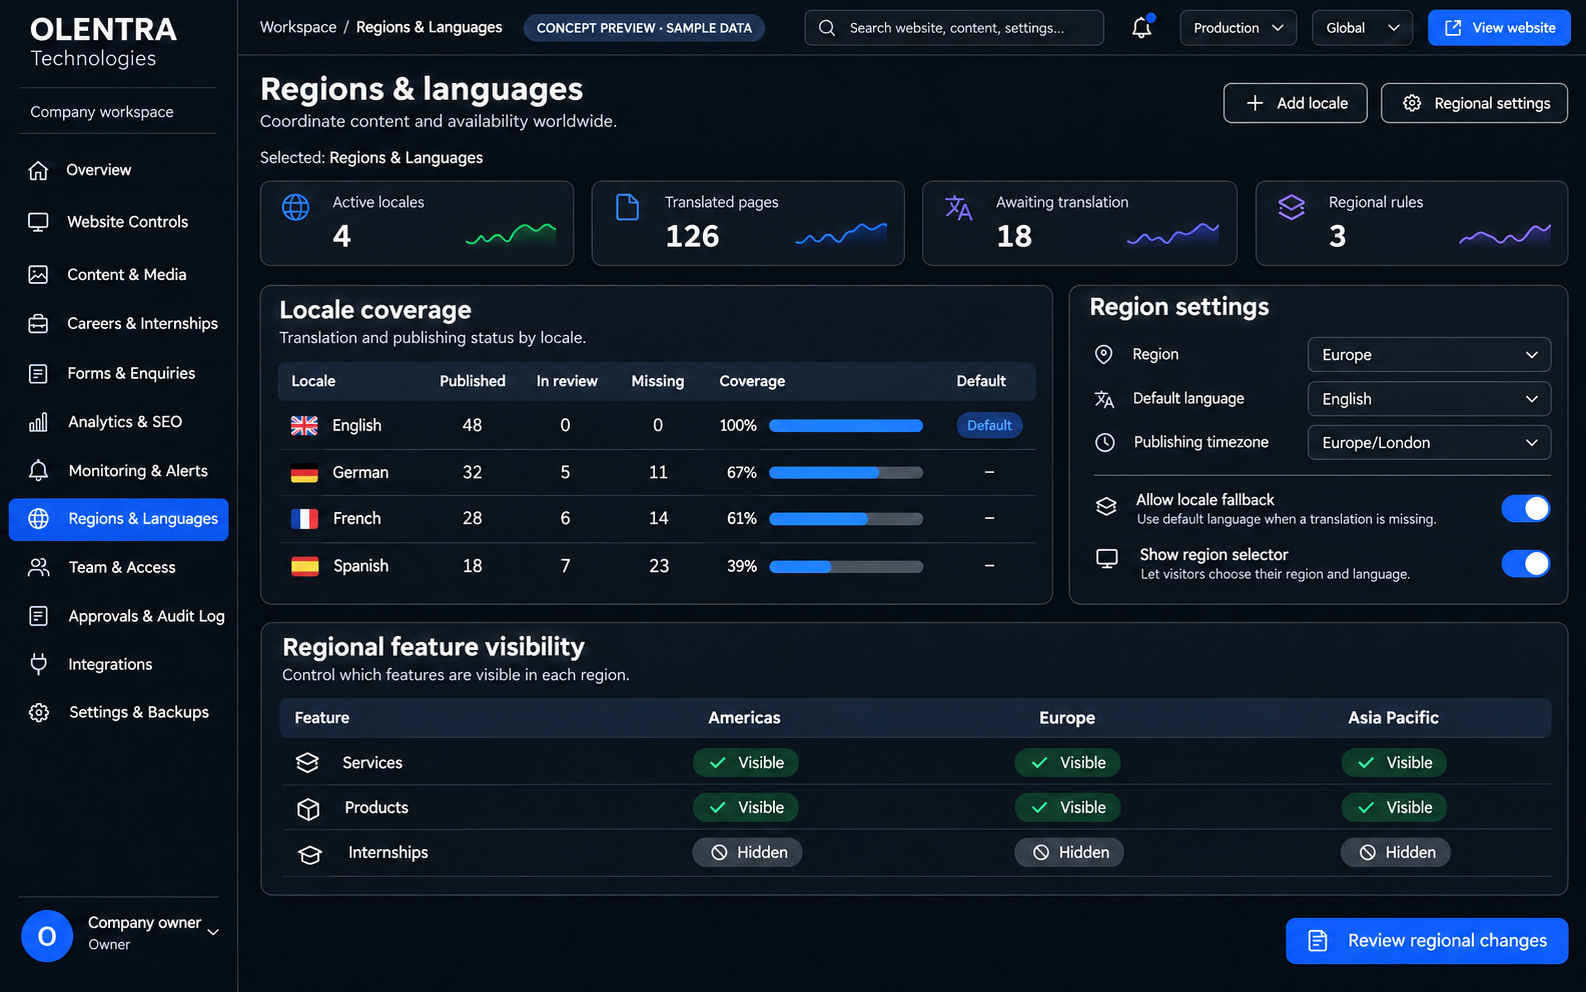 OLENTRA
Technologies
Company workspace
Overview
Website Controls
Content & Media
Careers & Internships
Forms & Enquiries
Analytics & SEO
Monitoring & Alerts
Regions & Languages
Team & Access
Approvals & Audit Log
Integrations
Settings & Backups
O
Company owner
Owner
Workspace / Regions & Languages
CONCEPT PREVIEW · SAMPLE DATA
Search website, content, settings...
Production
Global
View website
Regions & languages
Coordinate content and availability worldwide.
Add locale
Regional settings
Selected: Regions & Languages
Active locales
4
Translated pages
126
Awaiting translation
18
Regional rules
3
Locale coverage
Translation and publishing status by locale.
Locale Published In review Missing Coverage Default
English 48 0 0 100% Default
German 32 5 11 67% –
French 28 6 14 61% –
Spanish 18 7 23 39% –
Region settings
Region Europe
Default language English
Publishing timezone Europe/London
Allow locale fallback
Use default language when a translation is missing.
Show region selector
Let visitors choose their region and language.
Regional feature visibility
Control which features are visible in each region.
Feature Americas Europe Asia Pacific
Services Visible Visible Visible
Products Visible Visible Visible
Internships Hidden Hidden Hidden
Review regional changes